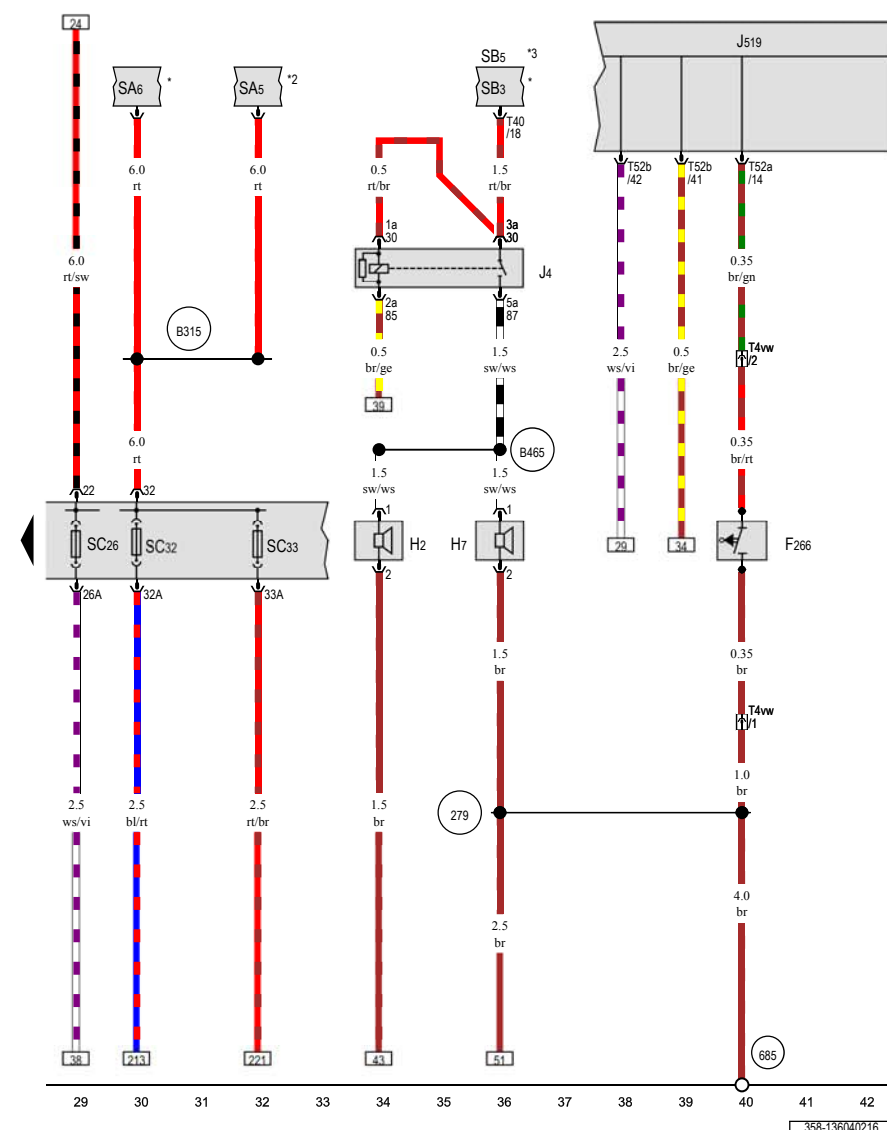 24
SA6 *
SA5 *2
SB5 *3
SB3 *
J519
T40
/18
T52b
/42
T52b
/41
T52a
/14
6.0
rt
6.0
rt
0.5
rt/br
1.5
rt/br
1a
30
3a
30
6.0
rt/sw
J4
0.35
br/gn
2a
85
5a
87
B315
0.5
br/ge
1.5
sw/ws
2.5
ws/vi
0.5
br/ge
T4vw
/2
39
6.0
rt
B465
0.35
br/rt
1.5
sw/ws
1.5
sw/ws
22
32
1
1
SC26
SC32
SC33
H2
H7
29
34
F266
2
2
26A
32A
33A
1.5
br
0.35
br
T4vw
/1
1.0
br
2.5
ws/vi
2.5
bl/rt
2.5
rt/br
1.5
br
279
4.0
br
2.5
br
38
213
221
43
51
685
29 30 31 32 33 34 35 36 37 38 39 40 41 42
358-136040216